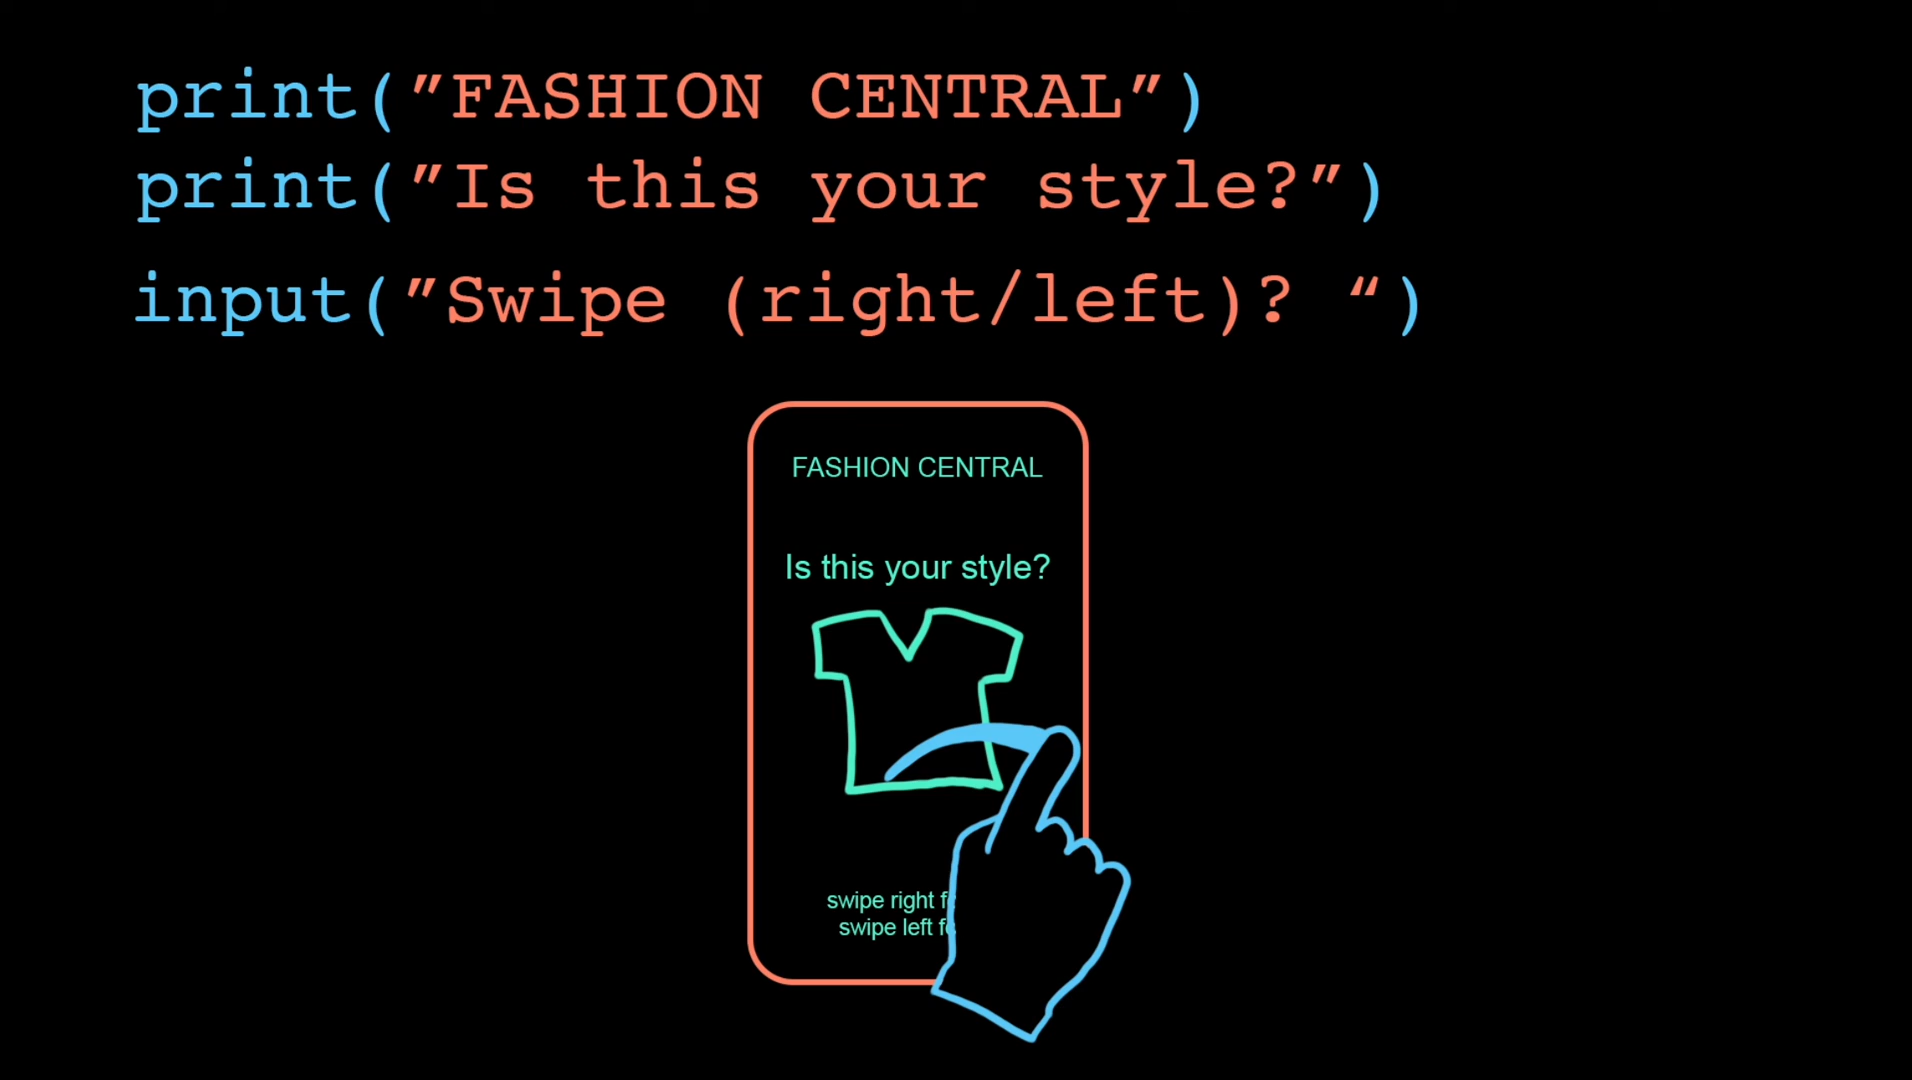 print(”FASHION CENTRAL”)
print(”Is this your style?”)
input(”Swipe (right/left)? “)
FASHION CENTRAL
Is this your style?
swipe right
swipe left